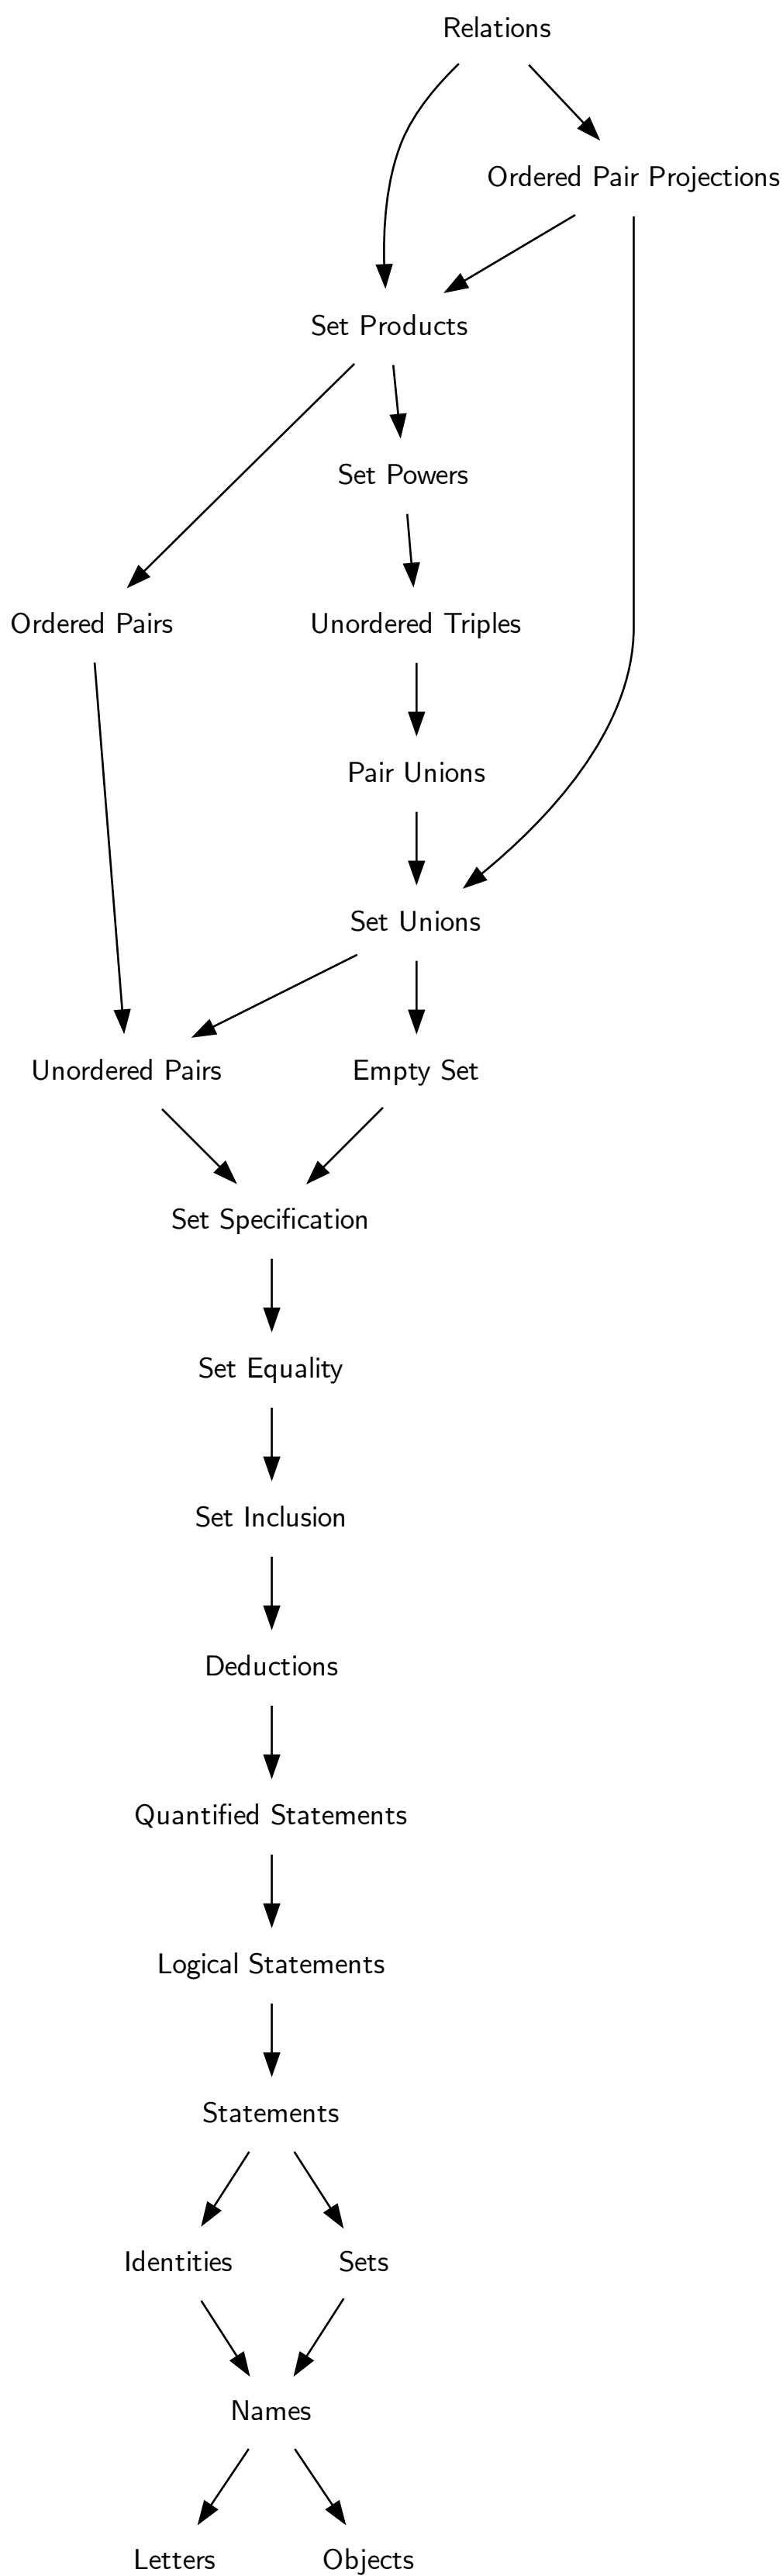 Relations
Ordered Pair Projections
Set Products
Set Powers
Ordered Pairs
Unordered Triples
Pair Unions
Set Unions
Unordered Pairs
Empty Set
Set Specification
Set Equality
Set Inclusion
Deductions
Quantified Statements
Logical Statements
Statements
Identities
Sets
Names
Letters
Objects